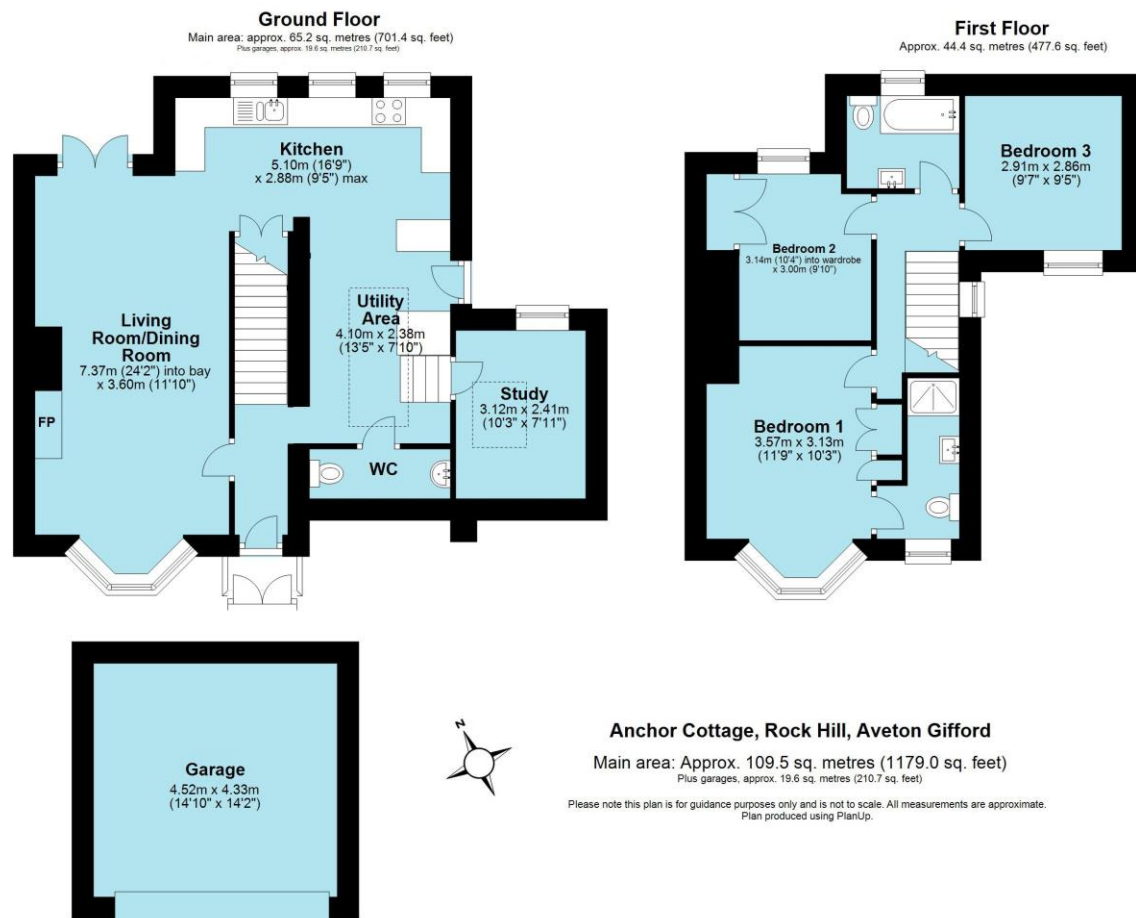 Ground Floor
Main area: approx. 65.2 sq. metres (701.4 sq. feet)
Plus garages, approx. 19.6 sq. metres (210.7 sq. feet)
Kitchen
5.10m (16'9")
x 2.88m (9'5") max
Living
Room/Dining
Room
7.37m (24'2") into bay
x 3.60m (11'10")
FP
Utility
Area
4.10m x 2.38m
(13'5" x 7'10")
Study
3.12m x 2.41m
(10'3" x 7'11")
WC
First Floor
Approx. 44.4 sq. metres (477.6 sq. feet)
Bedroom 3
2.91m x 2.86m
(9'7" x 9'5")
Bedroom 2
3.14m (10'4") into wardrobe
x 3.00m (9'10")
Bedroom 1
3.57m x 3.13m
(11'9" x 10'3")
Garage
4.52m x 4.33m
(14'10" x 14'2")
N
Anchor Cottage, Rock Hill, Aveton Gifford
Main area: Approx. 109.5 sq. metres (1179.0 sq. feet)
Plus garages, approx. 19.6 sq. metres (210.7 sq. feet)
Please note this plan is for guidance purposes only and is not to scale. All measurements are approximate.
Plan produced using PlanUp.